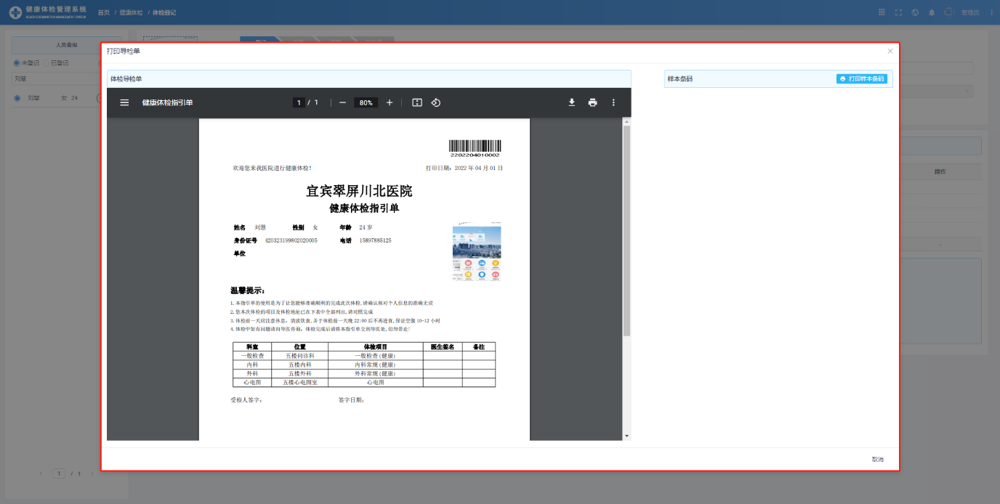 健康体检管理系统
首页 / 健康体检 / 体检登记
管理员
人员查询
未登记 已登记
刘慧
刘慧 女 24
1 / 1
操作
打印导检单
体检导检单
样本条码
打印样本条码
健康体检指引单
1 / 1
80%
2202204010002
欢迎您来我医院进行健康体检!
打印日期: 2022 年 04 月 01 日
宜宾翠屏川北医院
健康体检指引单
姓名 刘慧 性别 女 年龄 24 岁
身份证号 420323199802020005 电话 15897885125
单位
温馨提示:
1.本指引单的使用是为了让您能够准确顺利的完成此次体检,请确认核对个人信息的准确无误
2.您本次体检的项目及体检地址已在下表中全部列出,请对照完成
3.体检前一天应注意休息, 清淡饮食,并于体检前一天晚 22:00 后不再进食,保证空腹 10-12 小时
4.体检中如有问题请向导医咨询, 体检完成后请将本指引单交到导医处,切勿带走!
科室 位置 体检项目 医生签名 备注
一般检查 五楼问诊科 一般检查(健康)
内科 五楼内科 内科常规(健康)
外科 五楼外科 外科常规(健康)
心电图 五楼心电图室 心电图
受检人签字: 签字日期:
取消